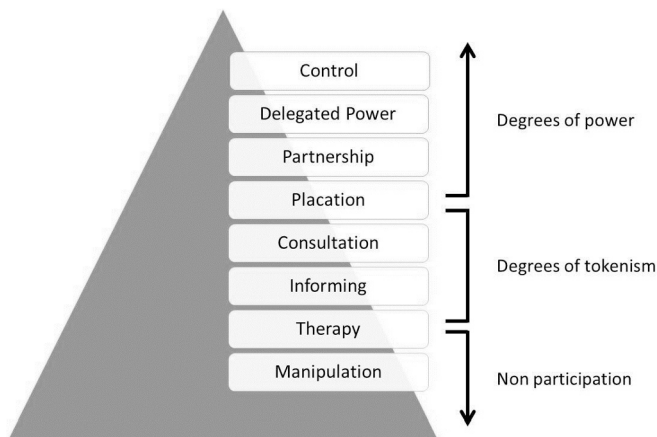 Control
Delegated Power
Partnership
Placation
Consultation
Informing
Therapy
Manipulation
Degrees of power
Degrees of tokenism
Non participation